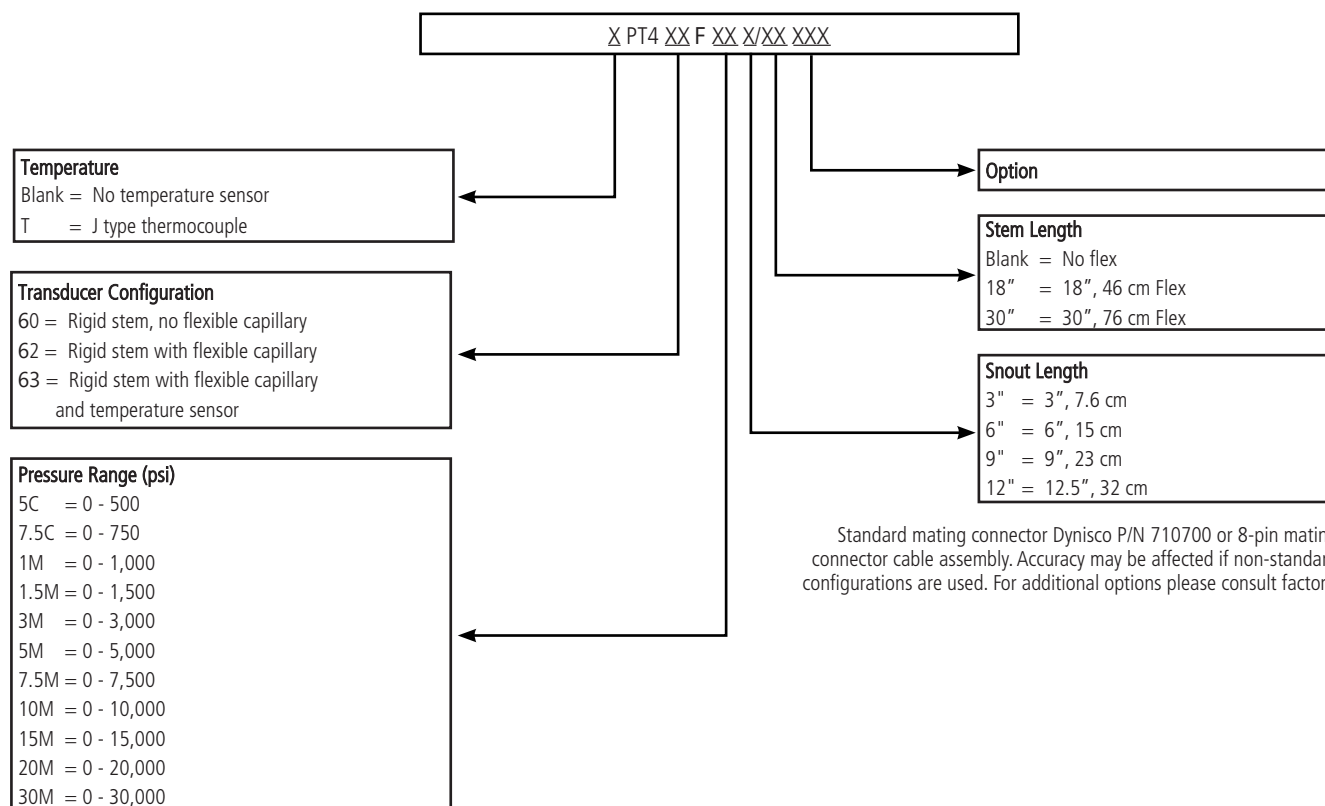 X PT4 XX F XX X/XX XXX
Temperature
Blank = No temperature sensor
T = J type thermocouple
Transducer Configuration
60 = Rigid stem, no flexible capillary
62 = Rigid stem with flexible capillary
63 = Rigid stem with flexible capillary
and temperature sensor
Pressure Range (psi)
5C = 0 - 500
7.5C = 0 - 750
1M = 0 - 1,000
1.5M = 0 - 1,500
3M = 0 - 3,000
5M = 0 - 5,000
7.5M = 0 - 7,500
10M = 0 - 10,000
15M = 0 - 15,000
20M = 0 - 20,000
30M = 0 - 30,000
Option
Stem Length
Blank = No flex
18” = 18”, 46 cm Flex
30” = 30”, 76 cm Flex
Snout Length
3" = 3”, 7.6 cm
6" = 6”, 15 cm
9" = 9”, 23 cm
12" = 12.5”, 32 cm
Standard mating connector Dynisco P/N 710700 or 8-pin matin
connector cable assembly. Accuracy may be affected if non-standar
configurations are used. For additional options please consult factor